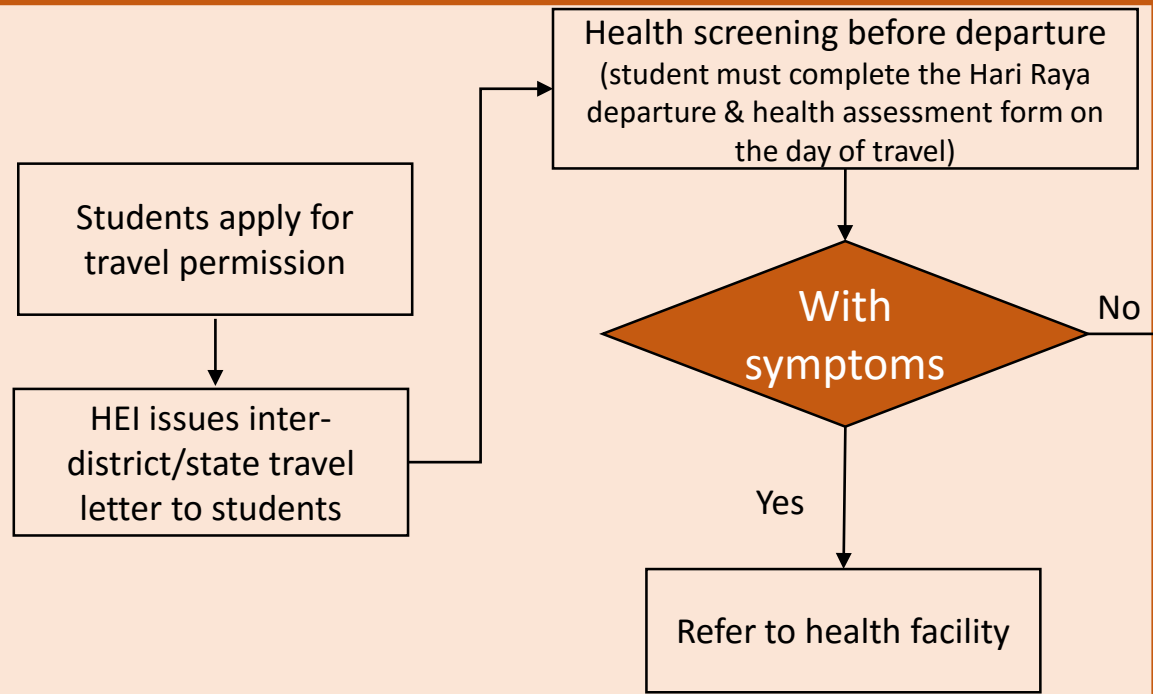 Students apply for
travel permission
HEI issues inter-
district/state travel
letter to students
Health screening before departure
(student must complete the Hari Raya
departure & health assessment form on
the day of travel)
With
symptoms
No
Yes
Refer to health facility